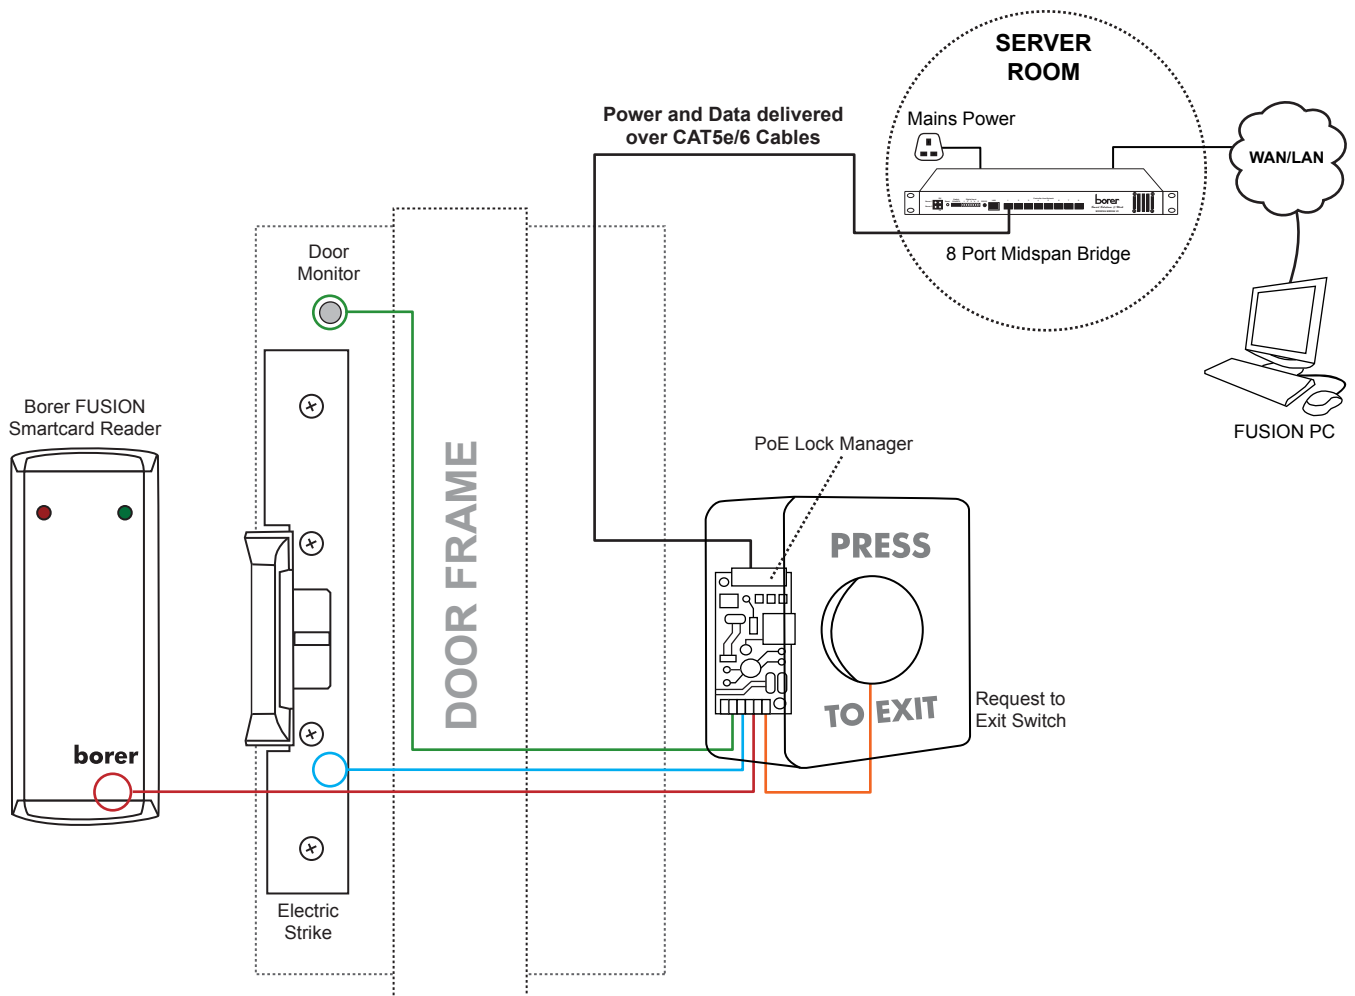 SERVER
ROOM
Power and Data delivered
over CAT5e/6 Cables
Mains Power
WAN/LAN
borer
8 Port Midspan Bridge
Door
Monitor
FUSION PC
Borer FUSION
Smartcard Reader
PoE Lock Manager
DOOR FRAME
PRESS
TO EXIT
Request to
Exit Switch
borer
Electric
Strike